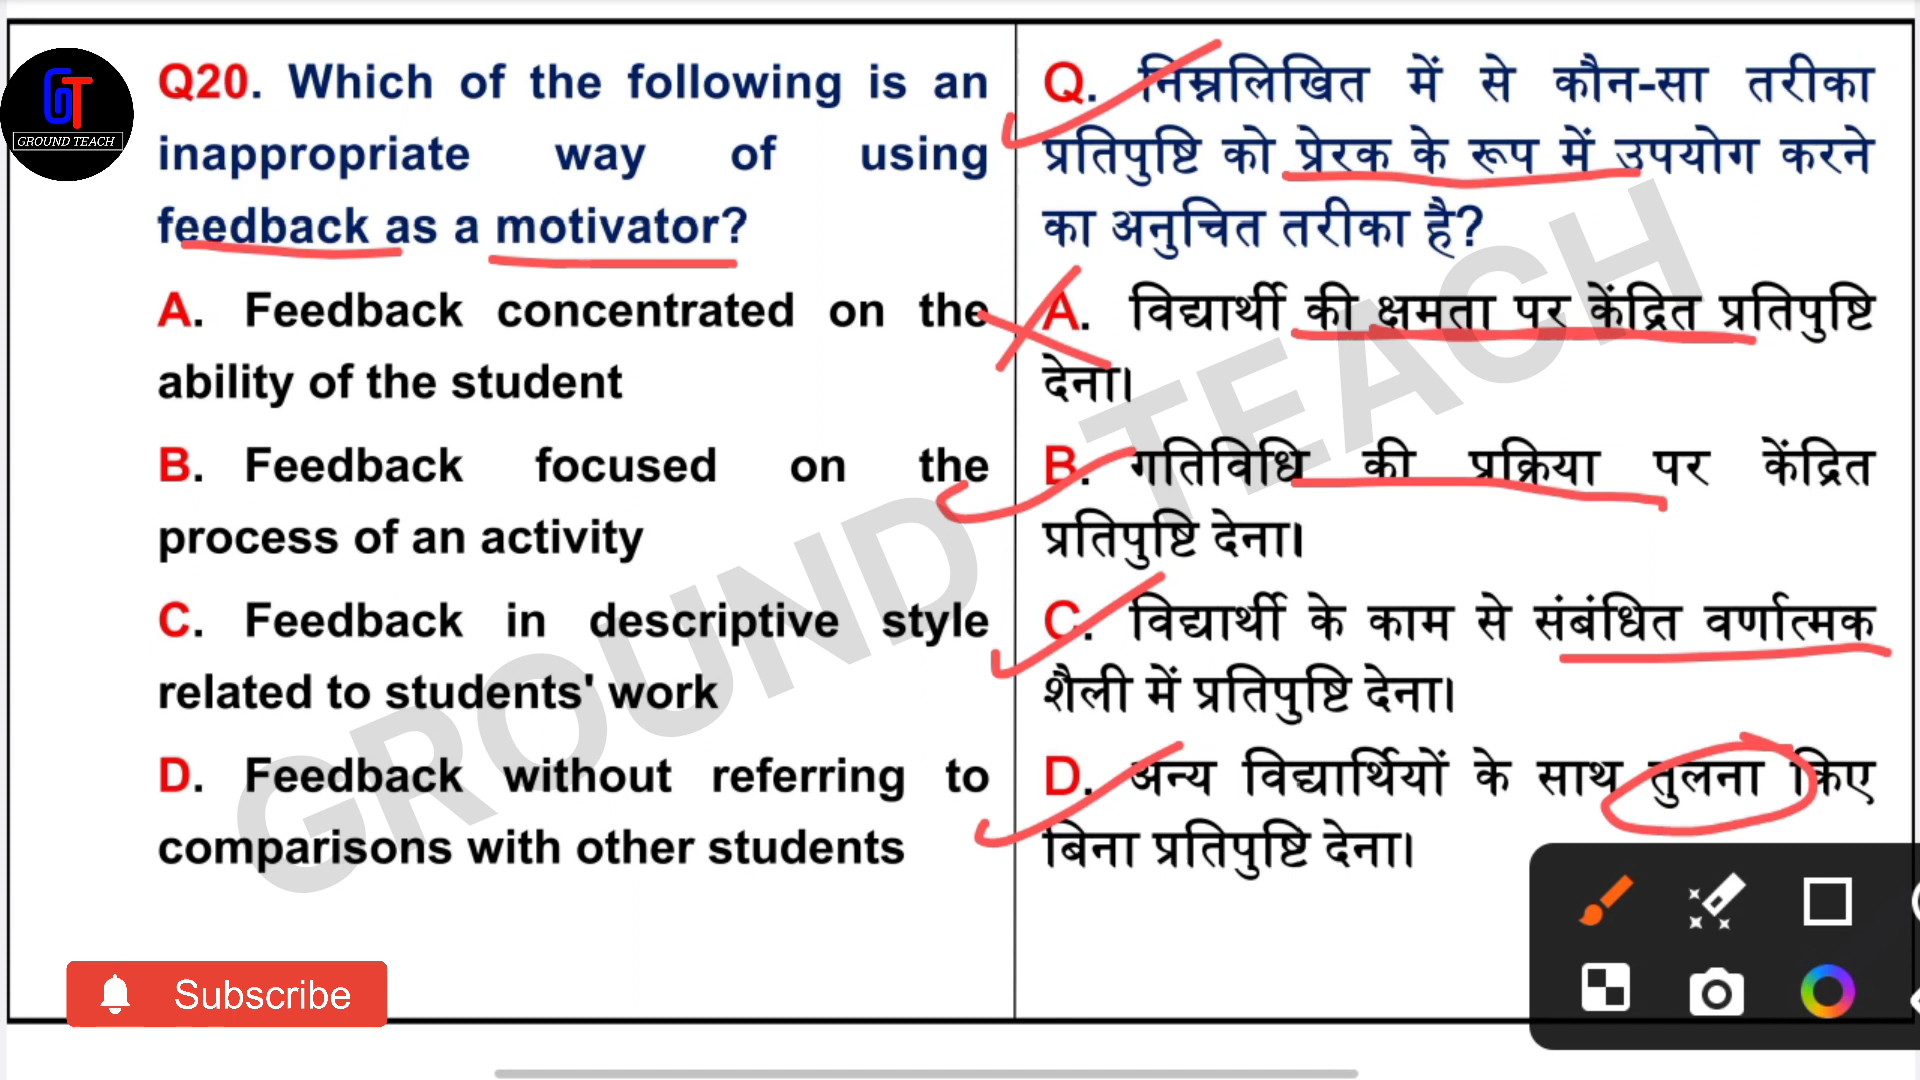 GT
GROUND TEACH
Q20. Which of the following is an
inappropriate way of using
feedback as a motivator?
A. Feedback concentrated on the
ability of the student
B. Feedback focused on the
process of an activity
C. Feedback in descriptive style
related to students' work
D. Feedback without referring to
comparisons with other students
Q. निम्नलिखित में से कौन-सा तरीका
प्रतिपुष्टि को प्रेरक के रूप में उपयोग करने
का अनुचित तरीका है?
A. विद्यार्थी की क्षमता पर केंद्रित प्रतिपुष्टि
देना।
B. गतिविधि की प्रक्रिया पर केंद्रित
प्रतिपुष्टि देना।
C. विद्यार्थी के काम से संबंधित वर्णात्मक
शैली में प्रतिपुष्टि देना।
D. अन्य विद्यार्थियों के साथ तुलना किए
बिना प्रतिपुष्टि देना।
GROUND TEACH
Subscribe